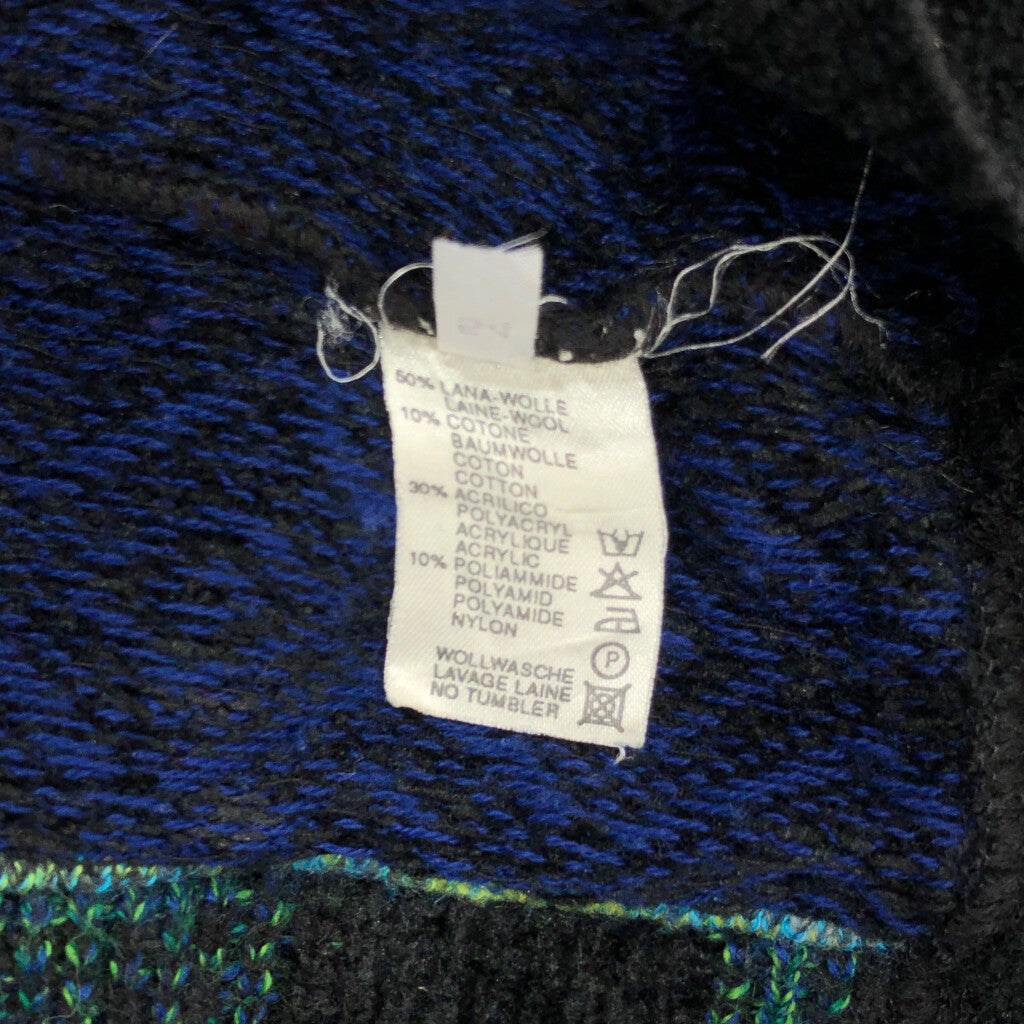 54
50% LANA-WOLLE
LAINE-WOOL
10% COTONE
BAUMWOLLE
COTON
COTTON
30% ACRILICO
POLYACRYL
ACRYLIQUE
ACRYLIC
10% POLIAMMIDE
POLYAMID
POLYAMIDE
NYLON
WOLLWASCHE
LAVAGE LAINE
NO TUMBLER
P